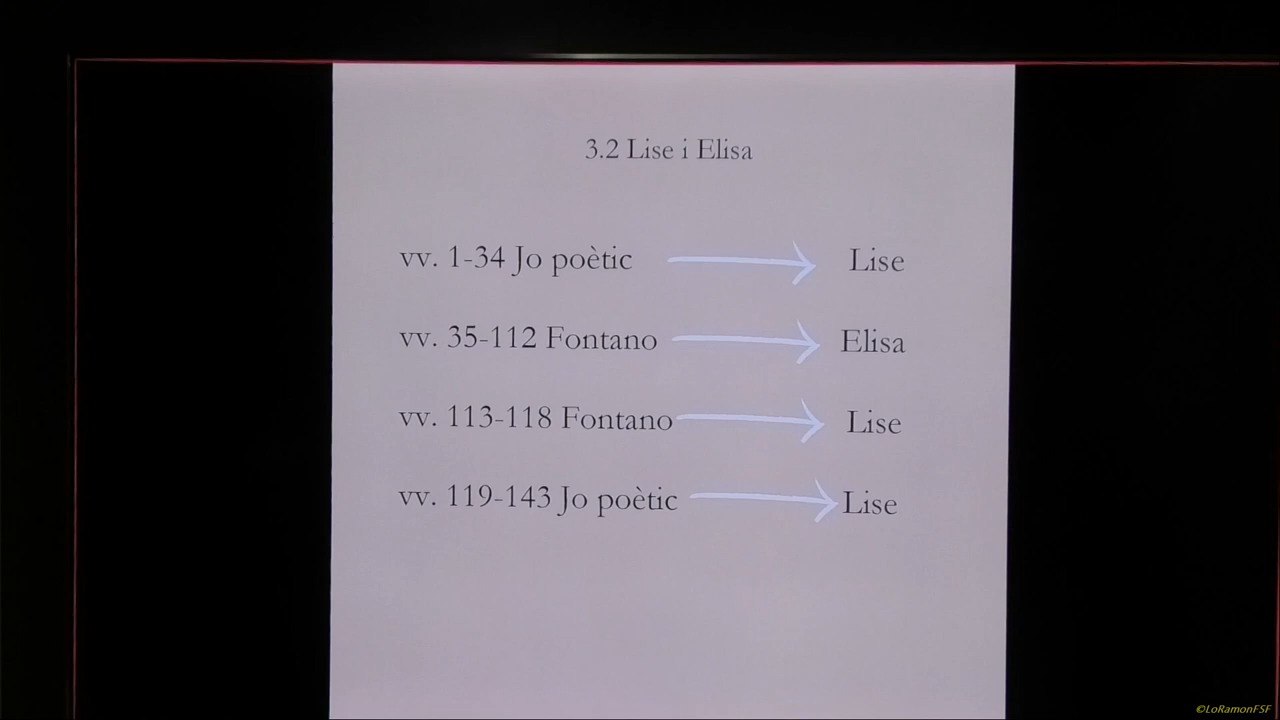 3.2 Lise i Elisa
vv. 1-34 Jo poètic Lise
vv. 35-112 Fontano Elisa
vv. 113-118 Fontano Lise
vv. 119-143 Jo poètic Lise
©LoRamonFSF